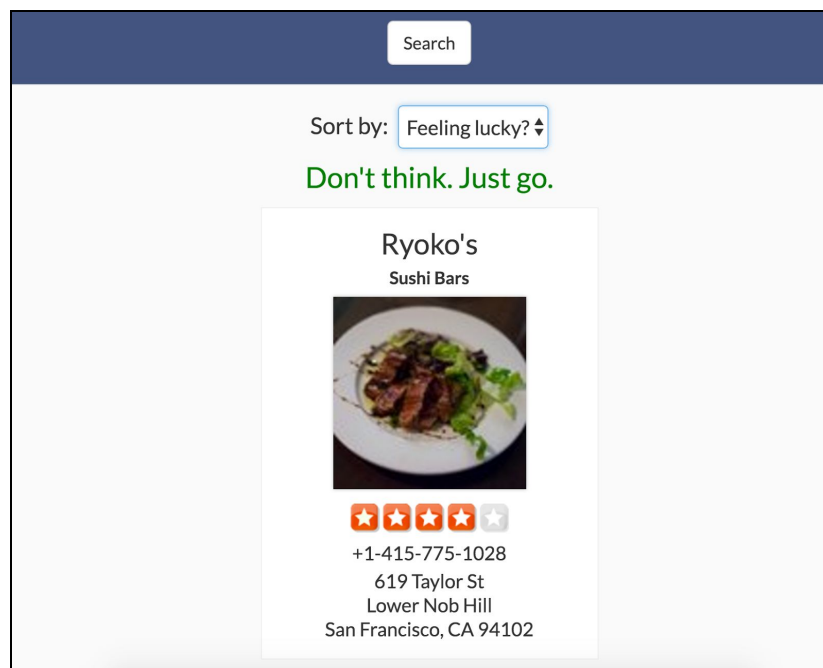 Search
Sort by: Feeling lucky?
Don't think. Just go.
Ryoko's
Sushi Bars
+1-415-775-1028
619 Taylor St
Lower Nob Hill
San Francisco, CA 94102